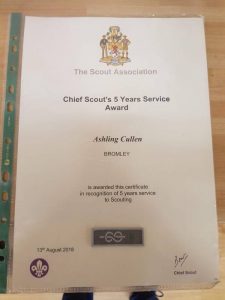 The Scout Association
Chief Scout's 5 Years Service
Award
Ashling Cullen
BROMLEY
is awarded this certificate
in recognition of 5 years service
to Scouting
13th August 2018
Chief Scout